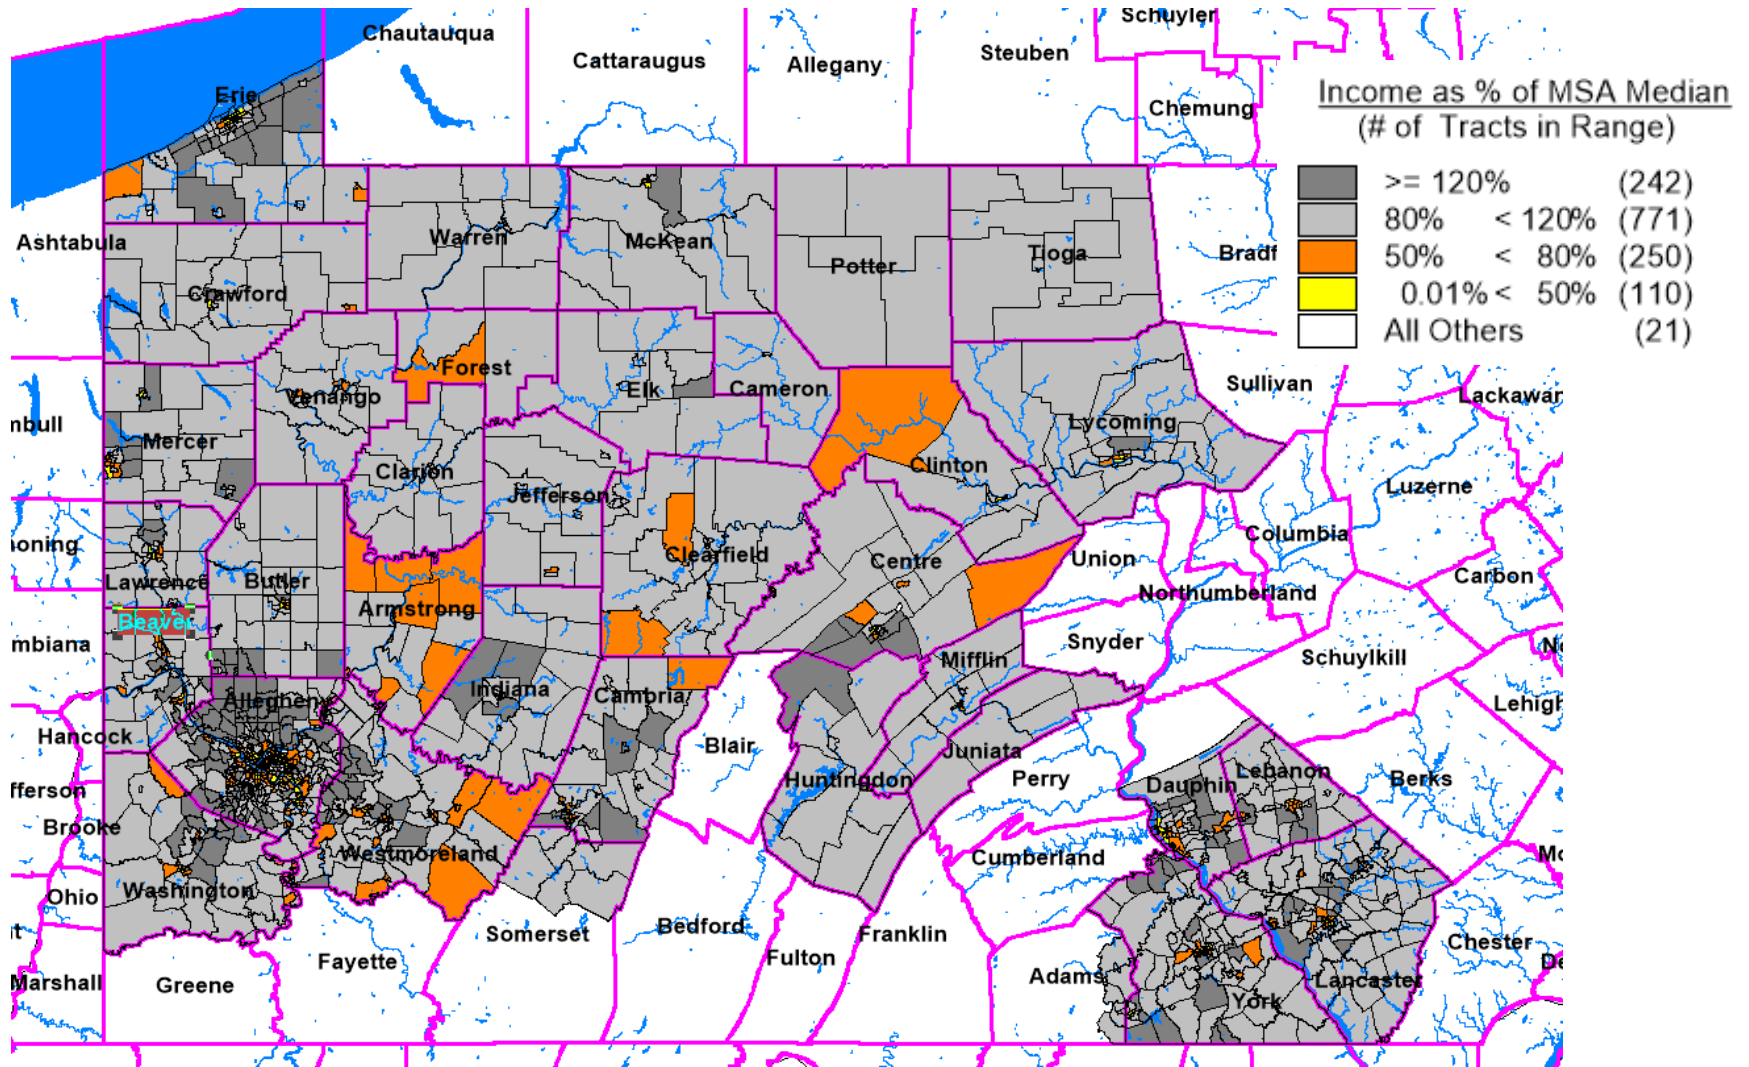 Schuyler
Chautauqua
Steuben
Cattaraugus
Allegany
Income as % of MSA Median
Erie
Chemung
(# of Tracts in Range)
>= 120% (242)
80% < 120% (771)
Ashtabula
Warren
McKean
Tioga
Bradf
50% < 80% (250)
Potter
Crawford
0.01% < 50% (110)
All Others (21)
Forest
Elk
Cameron
Sullivan
Venango
Lackawar
mbull
Lycoming
Mercer
Clarion
Clinton
Jefferson
Luzerne
oning
Clearfield
Centre
Union
Columbia
Lawrence
Butler
Carbon
Armstrong
Northumberland
Beaver
mbiana
Snyder
Mifflin
Schuylkill
Indiana
Cambria
Allegheny
Lehigh
Hancock
Blair
Juniata
Huntingdon
Perry
Dauphin
Lebanon
Berks
fferson
Brooke
Westmoreland
Cumberland
Washington
Ohio
Bedford
Somerset
Franklin
Chester
Fulton
Fayette
Adams
Marshall
Greene
Lancaster
York